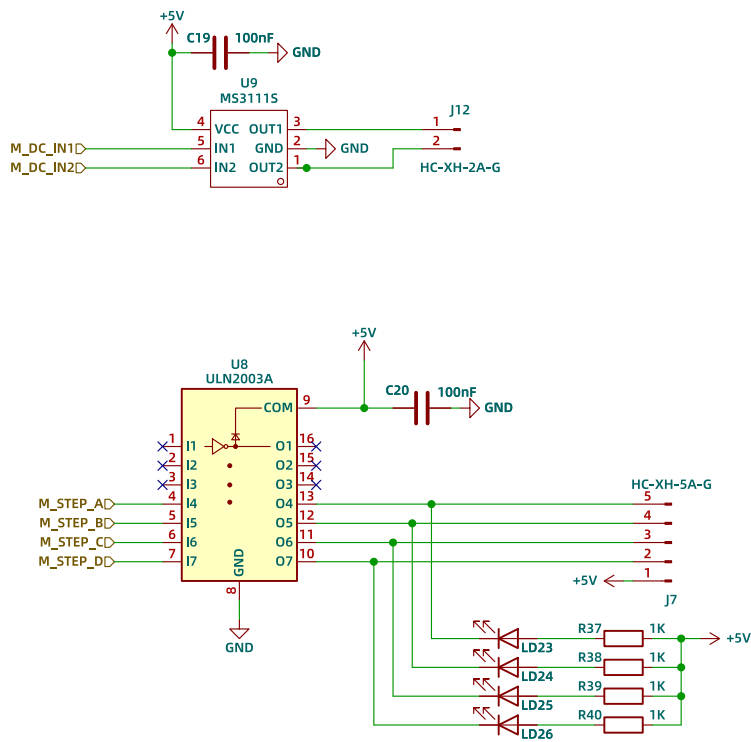 +5V
C19 100nF
GND
U9
MS3111S
J12
4 VCC OUT1 3 1
M_DC_IN1 5 IN1 GND 2 GND 2
M_DC_IN2 6 IN2 OUT2 1
HC-XH-2A-G
+5V
U8
ULN2003A
C20 100nF
COM 9 GND
1 I1 O1 16
2 I2 O2 15
3 I3 O3 14
HC-XH-5A-G
M_STEP_A 4 I4 O4 13 5
M_STEP_B 5 I5 O5 12 4
M_STEP_C 6 I6 O6 11 3
M_STEP_D 7 I7 O7 10 2
GND
8
+5V 1
J7
GND
R37 1K
LD23
+5V
R38 1K
LD24
R39 1K
LD25
R40 1K
LD26